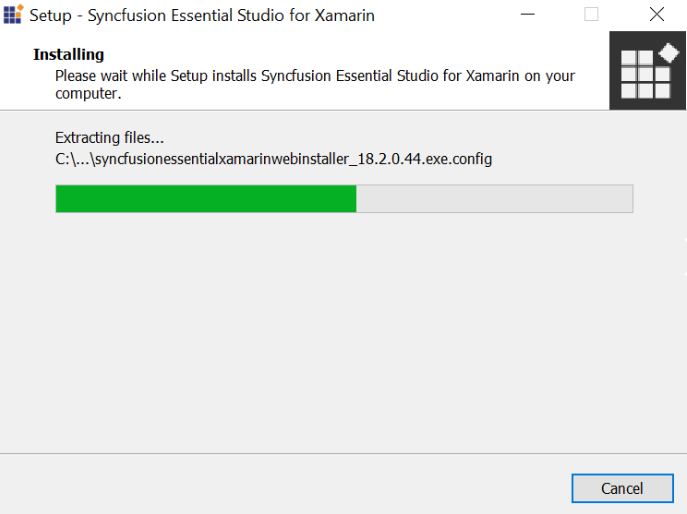 Setup - Syncfusion Essential Studio for Xamarin
Installing
Please wait while Setup installs Syncfusion Essential Studio for Xamarin on your
computer.
Extracting files...
C:\...\syncfusionessentialxamarinwebinstaller_18.2.0.44.exe.config
Cancel